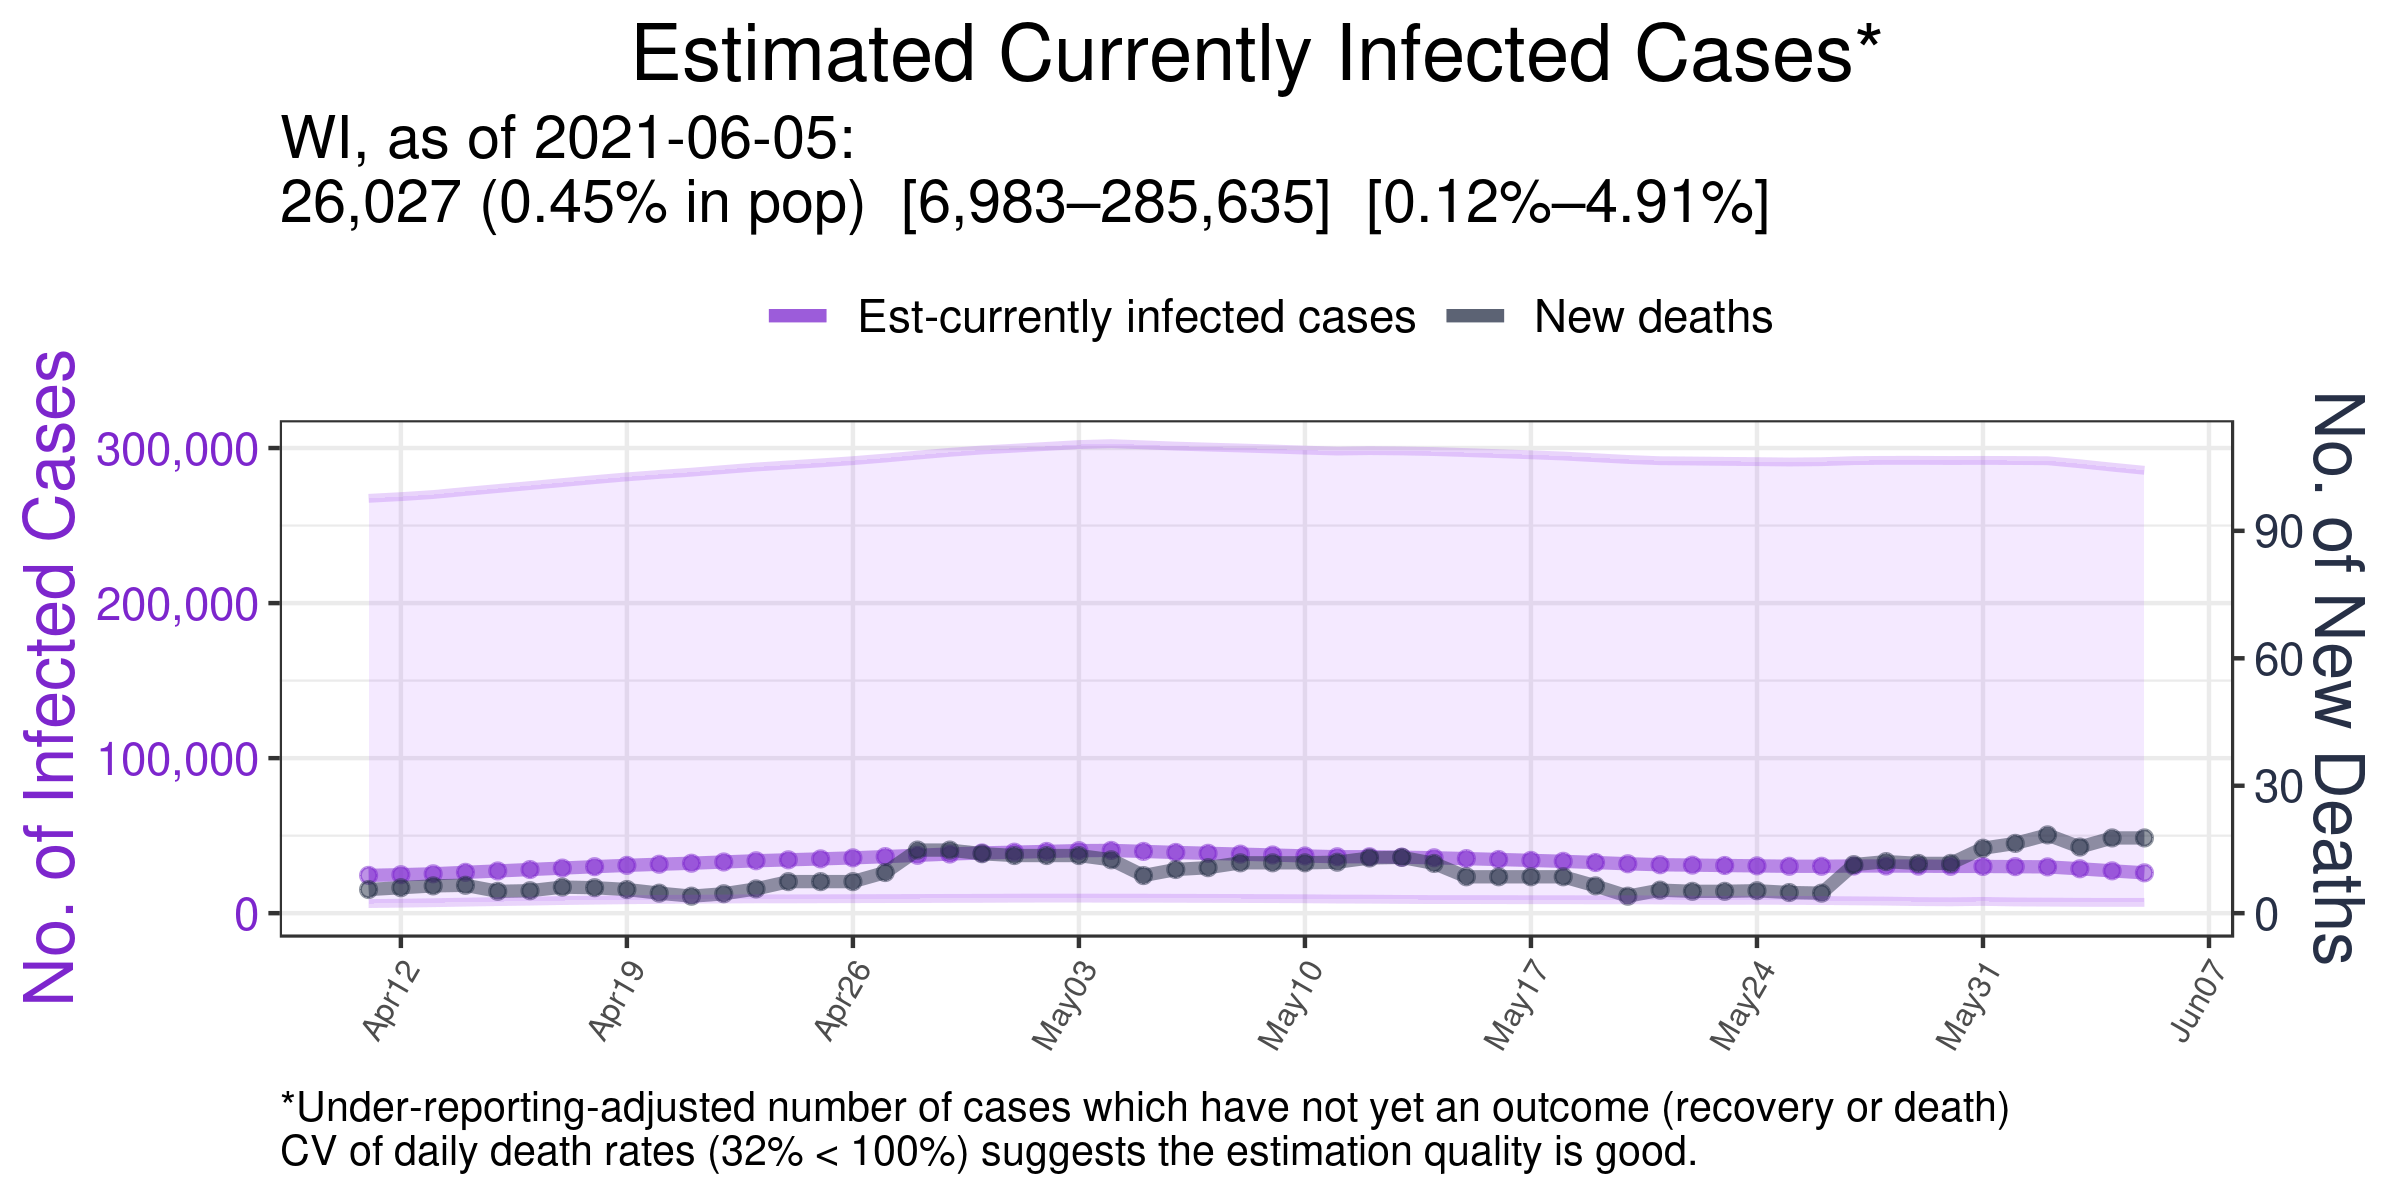 Estimated Currently Infected Cases*
WI, as of 2021-06-05:
26,027 (0.45% in pop)  [6,983–285,635]  [0.12%–4.91%]
Est-currently infected cases
New deaths
No. of Infected Cases
300,000
200,000
100,000
0
90
60
30
0
No. of New Deaths
Apr12
Apr19
Apr26
May03
May10
May17
May24
May31
Jun07
*Under-reporting-adjusted number of cases which have not yet an outcome (recovery or death)
CV of daily death rates (32% < 100%) suggests the estimation quality is good.